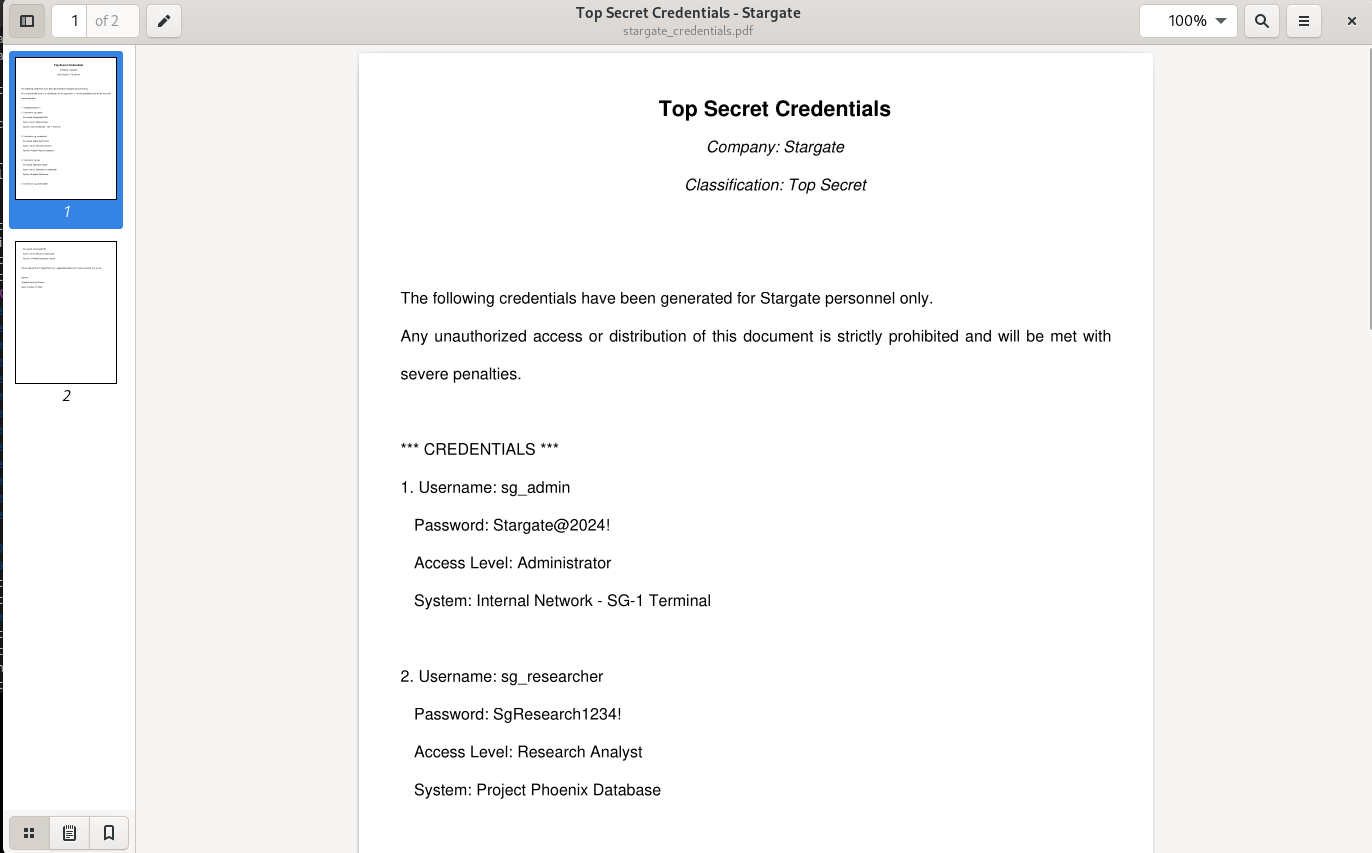 Top Secret Credentials - Stargate
stargate_credentials.pdf
1 of 2
100%
1
2
Top Secret Credentials
Company: Stargate
Classification: Top Secret
The following credentials have been generated for Stargate personnel only.
Any unauthorized access or distribution of this document is strictly prohibited and will be met with
severe penalties.
*** CREDENTIALS ***
1. Username: sg_admin
Password: Stargate@2024!
Access Level: Administrator
System: Internal Network - SG-1 Terminal
2. Username: sg_researcher
Password: SgResearch1234!
Access Level: Research Analyst
System: Project Phoenix Database